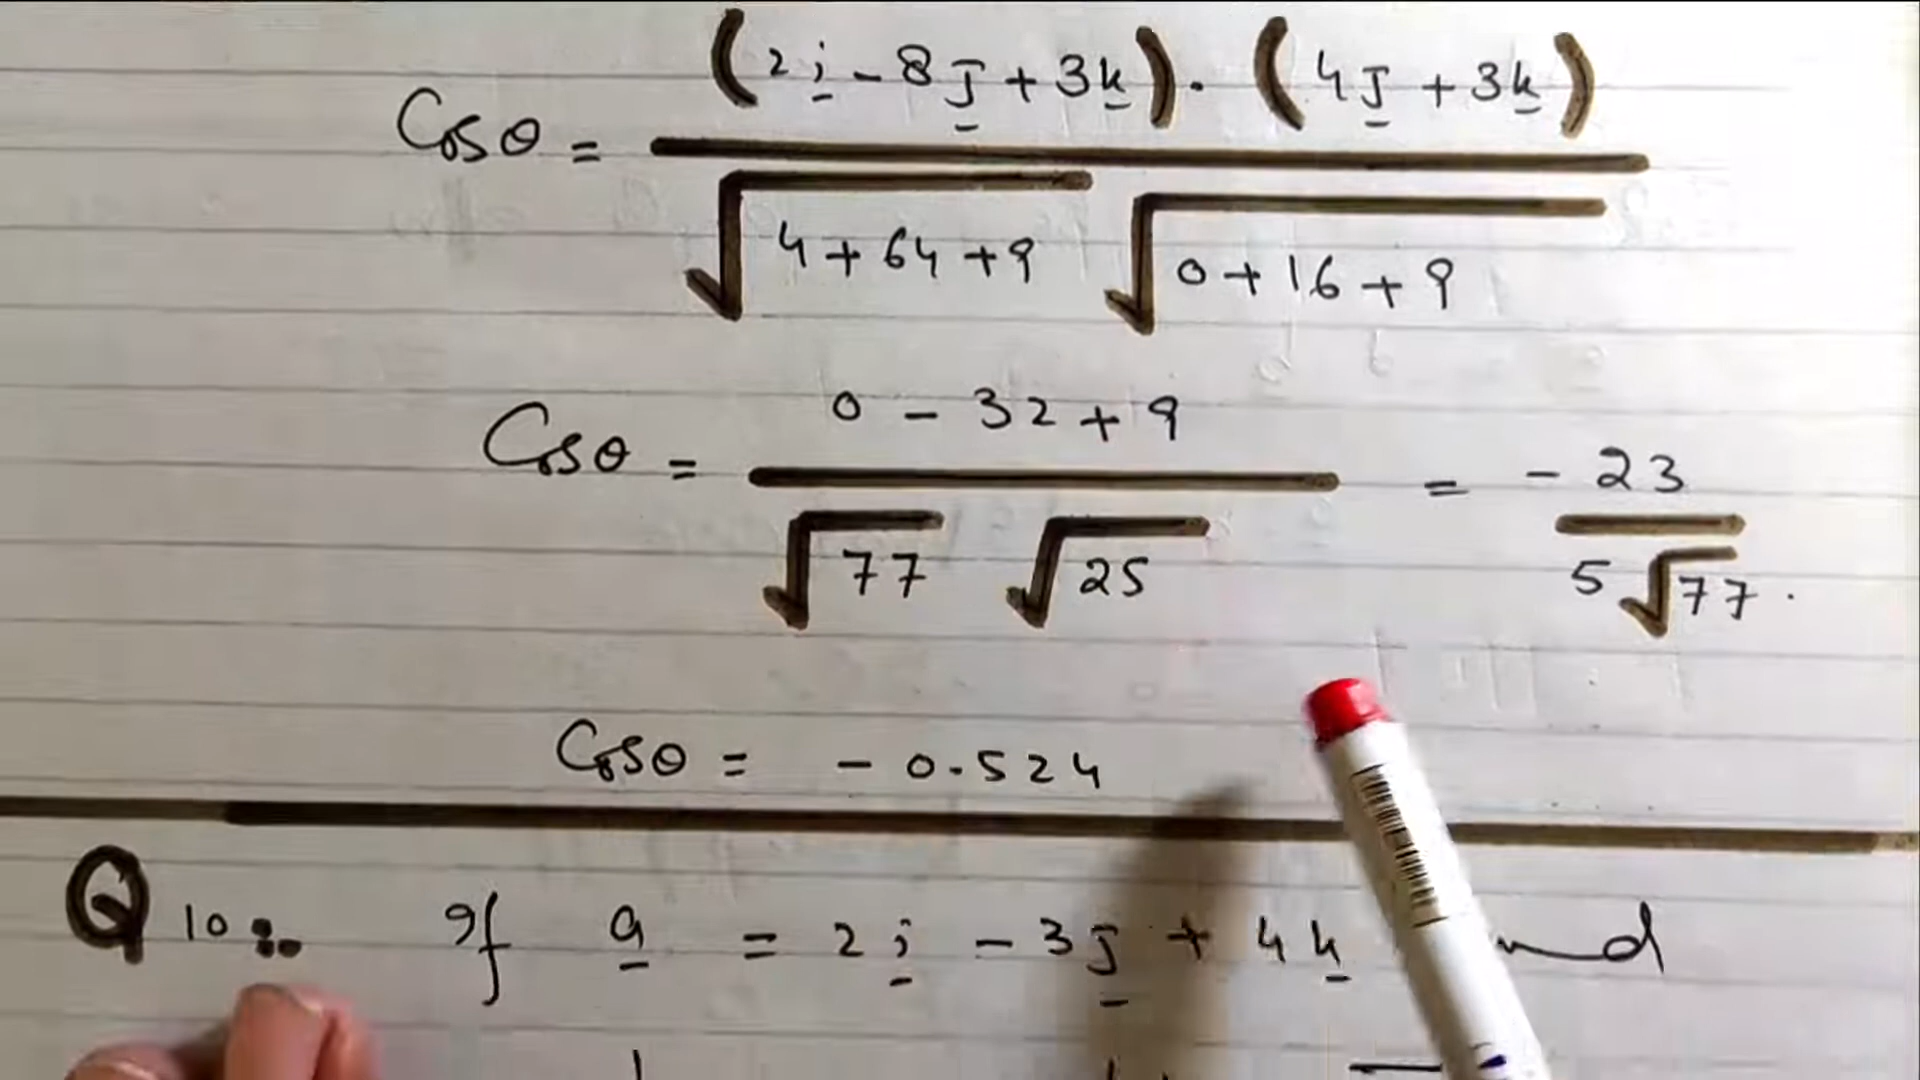 Cosθ = (2i - 8j + 3k) . (4j + 3k) / √4 + 64 + 9 √0 + 16 + 9
Cosθ = 0 - 32 + 9 / √77 √25 = - 23 / 5√77 .
Cosθ = - 0.524
Q 10:- If a = 2i - 3j + 4k